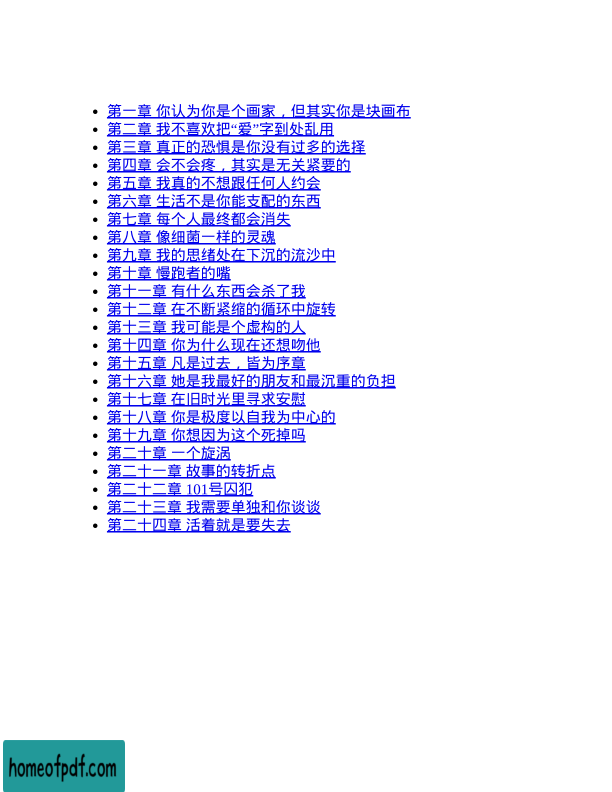 第一章 你认为你是个画家，但其实你是块画布
第二章 我不喜欢把“爱”字到处乱用
第三章 真正的恐惧是你没有过多的选择
第四章 会不会疼，其实是无关紧要的
第五章 我真的不想跟任何人约会
第六章 生活不是你能支配的东西
第七章 每个人最终都会消失
第八章 像细菌一样的灵魂
第九章 我的思绪处在下沉的流沙中
第十章 慢跑者的嘴
第十一章 有什么东西会杀了我
第十二章 在不断紧缩的循环中旋转
第十三章 我可能是个虚构的人
第十四章 你为什么现在还想吻他
第十五章 凡是过去，皆为序章
第十六章 她是我最好的朋友和最沉重的负担
第十七章 在旧时光里寻求安慰
第十八章 你是极度以自我为中心的
第十九章 你想因为这个死掉吗
第二十章 一个旋涡
第二十一章 故事的转折点
第二十二章 101号囚犯
第二十三章 我需要单独和你谈谈
第二十四章 活着就是要失去
homeofpdf.com